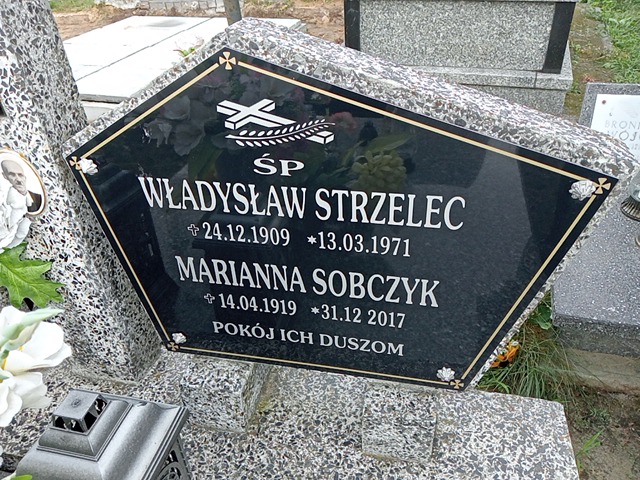 ŚP
WŁADYSŁAW STRZELEC
✝24.12.1909 ✶13.03.1971
MARIANNA SOBCZYK
✝14.04.1919 ✶31.12 2017
POKÓJ ICH DUSZOM